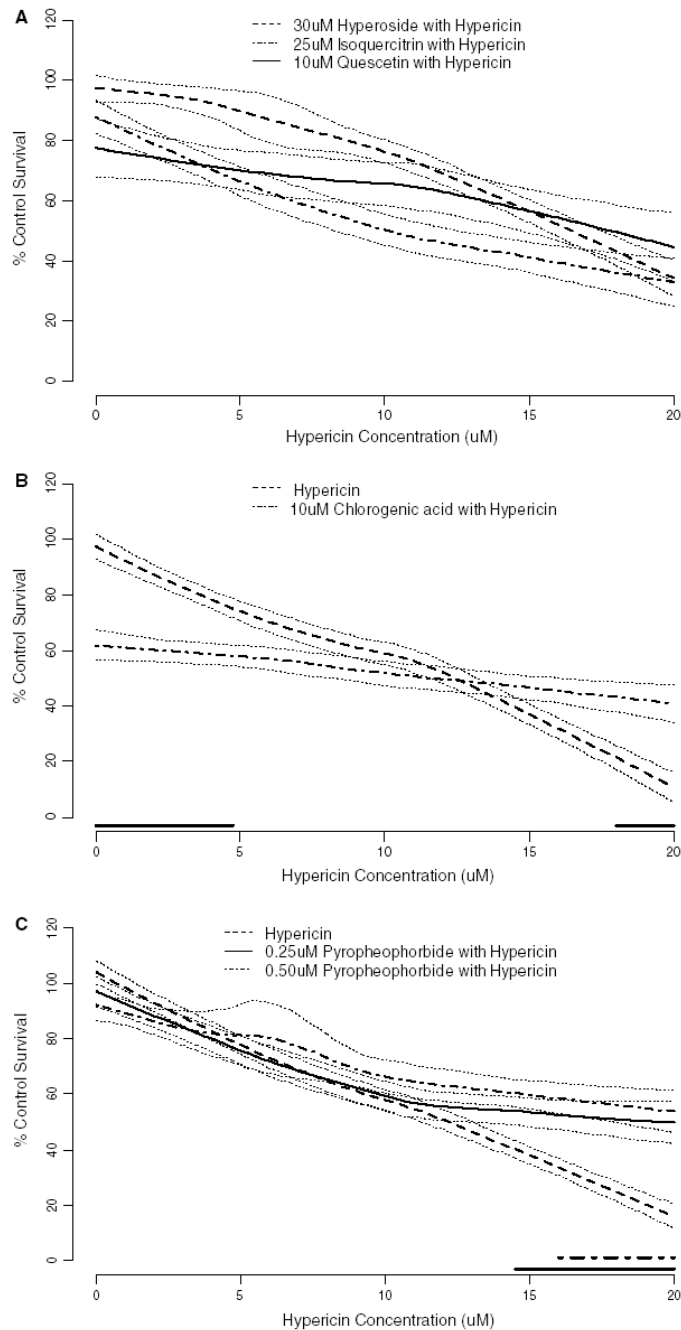 A
30uM Hyperoside with Hypericin
25uM Isoquercitrin with Hypericin
10uM Quescetin with Hypericin
% Control Survival
120
100
80
60
40
20
0
0 5 10 15 20
Hypericin Concentration (uM)
B
Hypericin
10uM Chlorogenic acid with Hypericin
% Control Survival
120
100
80
60
40
20
0
0 5 10 15 20
Hypericin Concentration (uM)
C
Hypericin
0.25uM Pyropheophorbide with Hypericin
0.50uM Pyropheophorbide with Hypericin
% Control Survival
120
100
80
60
40
20
0
0 5 10 15 20
Hypericin Concentration (uM)